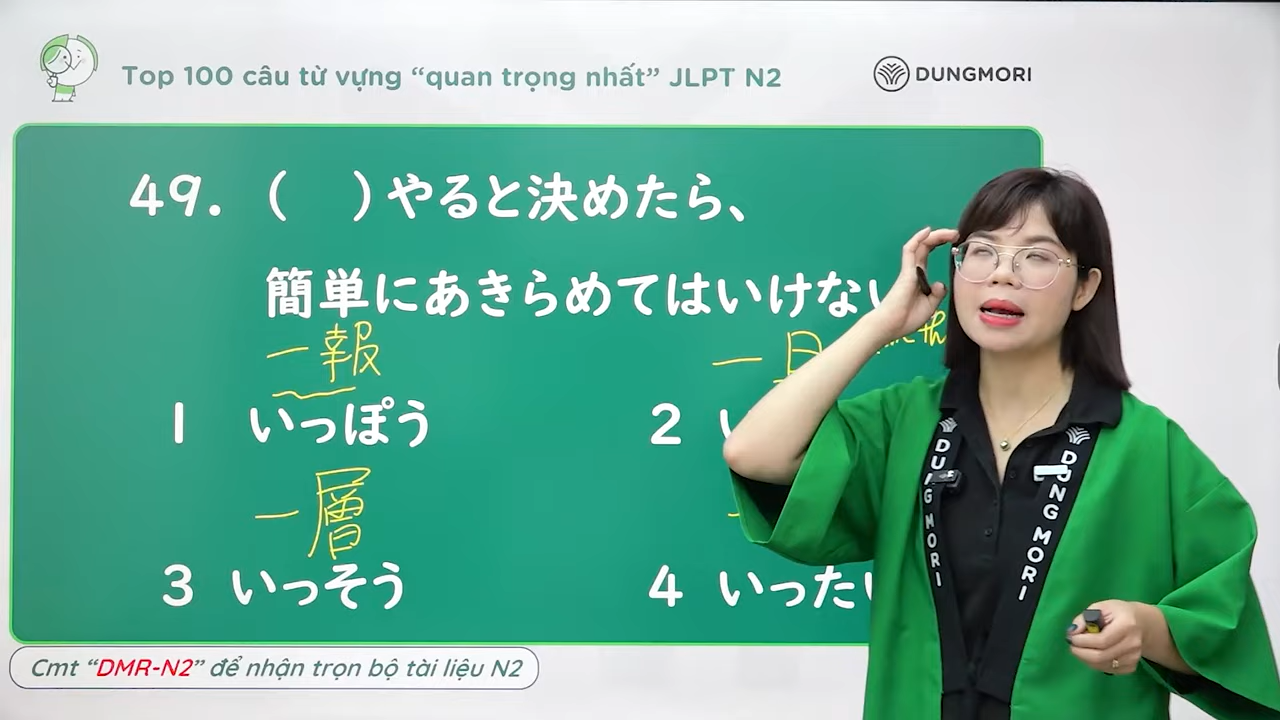 Top 100 câu từ vựng “quan trọng nhất” JLPT N2
DUNGMORI
49. ( )やると決めたら、
簡単にあきらめてはいけない
一報
一旦
1 いっぽう
2
一層
3 いっそう
4 いったい
Cmt “DMR-N2” để nhận trọn bộ tài liệu N2
DUNG MORI
DUNG MORI